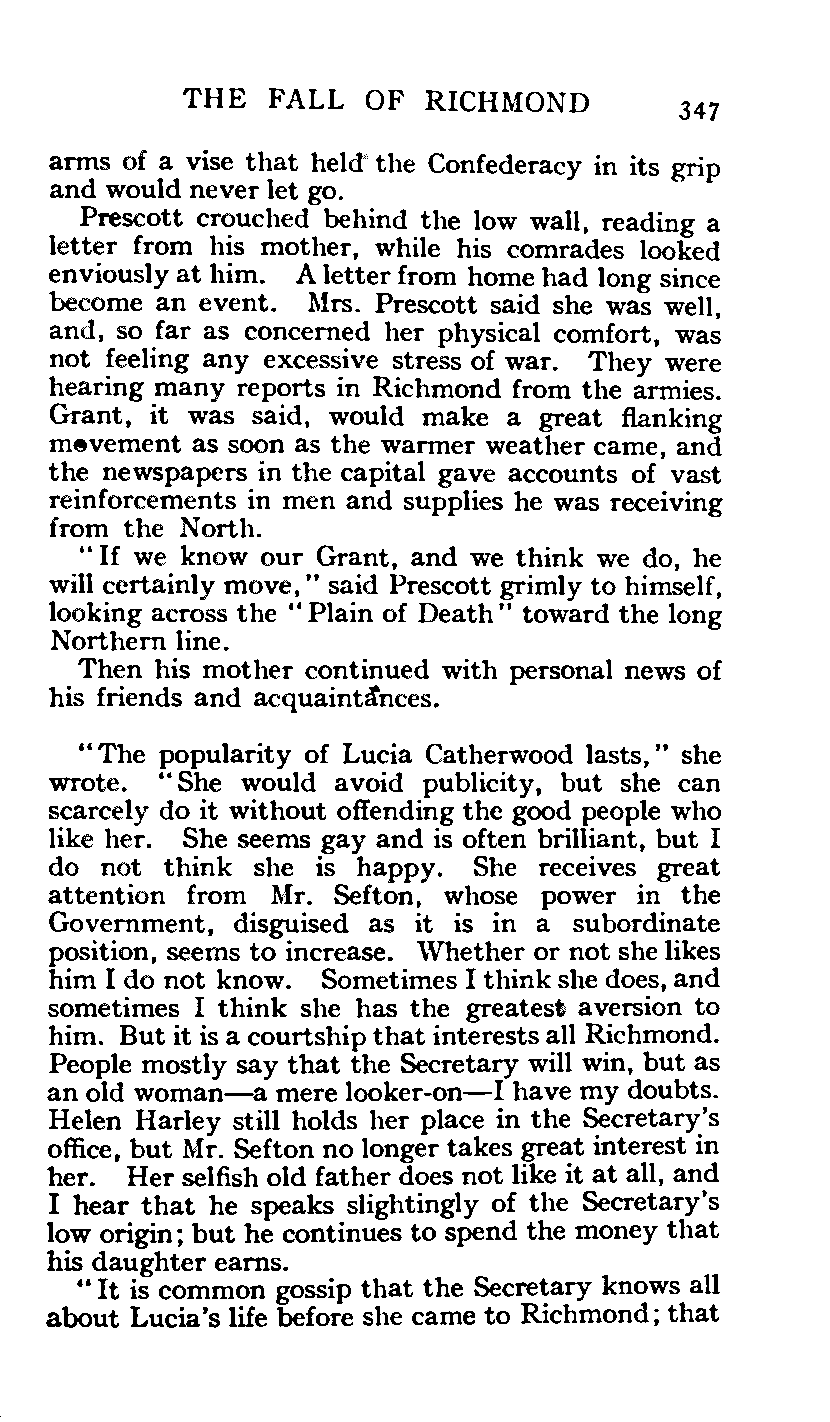 THE FALL OF RICHMOND 347
arms of a vise that held the Confederacy in its grip
and would never let go.
Prescott crouched behind the low wall, reading a
letter from his mother, while his comrades looked
enviously at him. A letter from home had long since
become an event. Mrs. Prescott said she was well,
and, so far as concerned her physical comfort, was
not feeling any excessive stress of war. They were
hearing many reports in Richmond from the armies.
Grant, it was said, would make a great flanking
movement as soon as the warmer weather came, and
the newspapers in the capital gave accounts of vast
reinforcements in men and supplies he was receiving
from the North.
"If we know our Grant, and we think we do, he
will certainly move," said Prescott grimly to himself,
looking across the "Plain of Death" toward the long
Northern line.
Then his mother continued with personal news of
his friends and acquaintances.
"The popularity of Lucia Catherwood lasts," she
wrote. "She would avoid publicity, but she can
scarcely do it without offending the good people who
like her. She seems gay and is often brilliant, but I
do not think she is happy. She receives great
attention from Mr. Sefton, whose power in the
Government, disguised as it is in a subordinate
position, seems to increase. Whether or not she likes
him I do not know. Sometimes I think she does, and
sometimes I think she has the greatest aversion to
him. But it is a courtship that interests all Richmond.
People mostly say that the Secretary will win, but as
an old woman—a mere looker-on—I have my doubts.
Helen Harley still holds her place in the Secretary's
office, but Mr. Sefton no longer takes great interest in
her. Her selfish old father does not like it at all, and
I hear that he speaks slightingly of the Secretary's
low origin; but he continues to spend the money that
his daughter earns.
"It is common gossip that the Secretary knows all
about Lucia's life before she came to Richmond; that